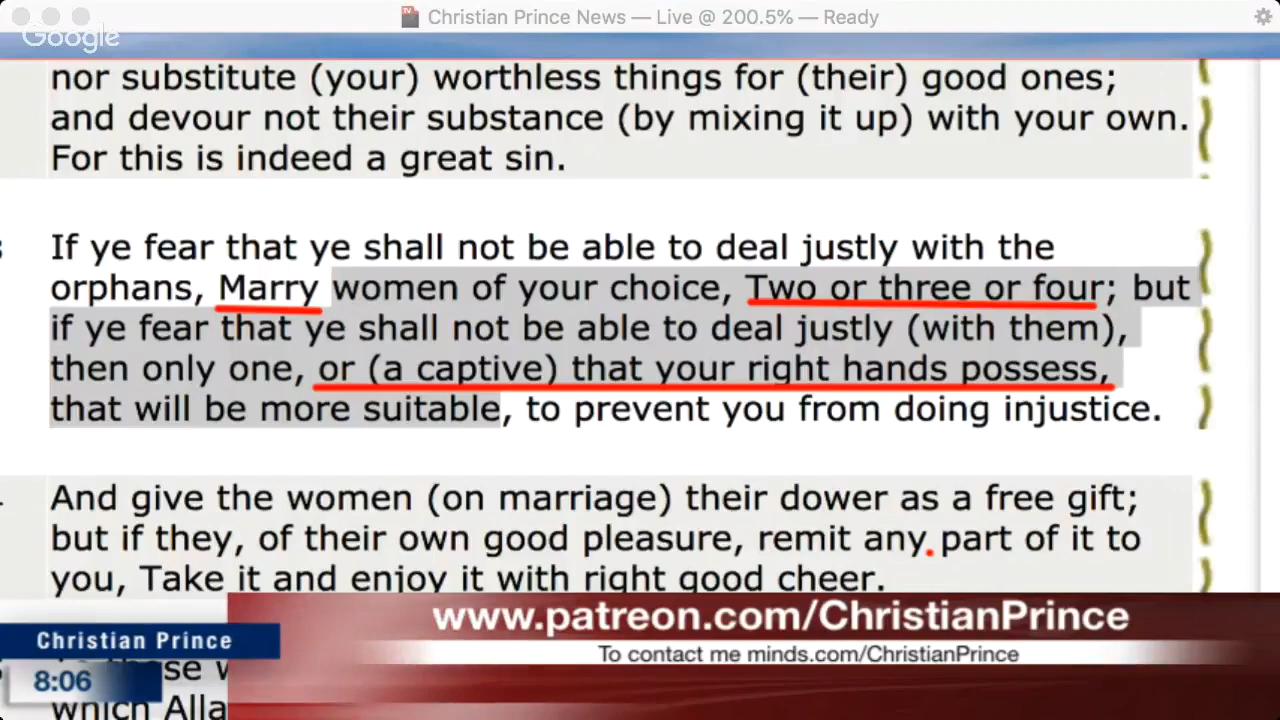 Christian Prince News — Live @ 200.5% — Ready
Google
nor substitute (your) worthless things for (their) good ones;
and devour not their substance (by mixing it up) with your own.
For this is indeed a great sin.
If ye fear that ye shall not be able to deal justly with the
orphans, Marry women of your choice, Two or three or four; but
if ye fear that ye shall not be able to deal justly (with them),
then only one, or (a captive) that your right hands possess,
that will be more suitable, to prevent you from doing injustice.
And give the women (on marriage) their dower as a free gift;
but if they, of their own good pleasure, remit any part of it to
you, Take it and enjoy it with right good cheer.
www.patreon.com/ChristianPrince
Christian Prince
To contact me minds.com/ChristianPrince
8:06
which Alla